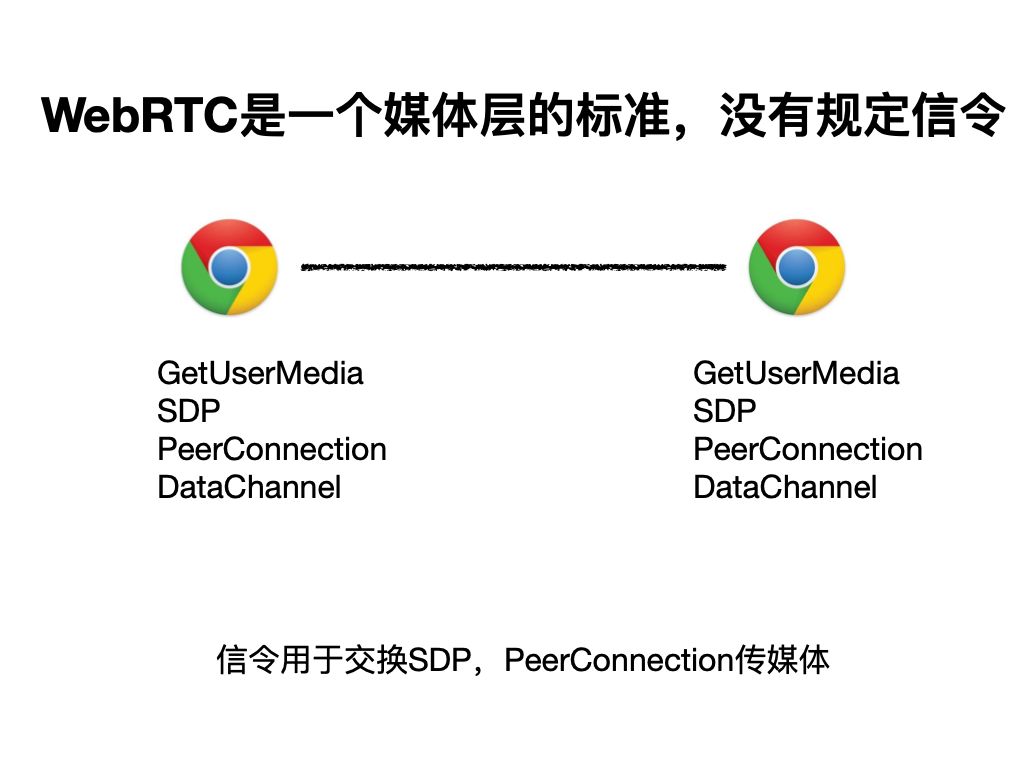 WebRTC是一个媒体层的标准，没有规定信令
GetUserMedia
SDP
PeerConnection
DataChannel
GetUserMedia
SDP
PeerConnection
DataChannel
信令用于交换SDP，PeerConnection传媒体